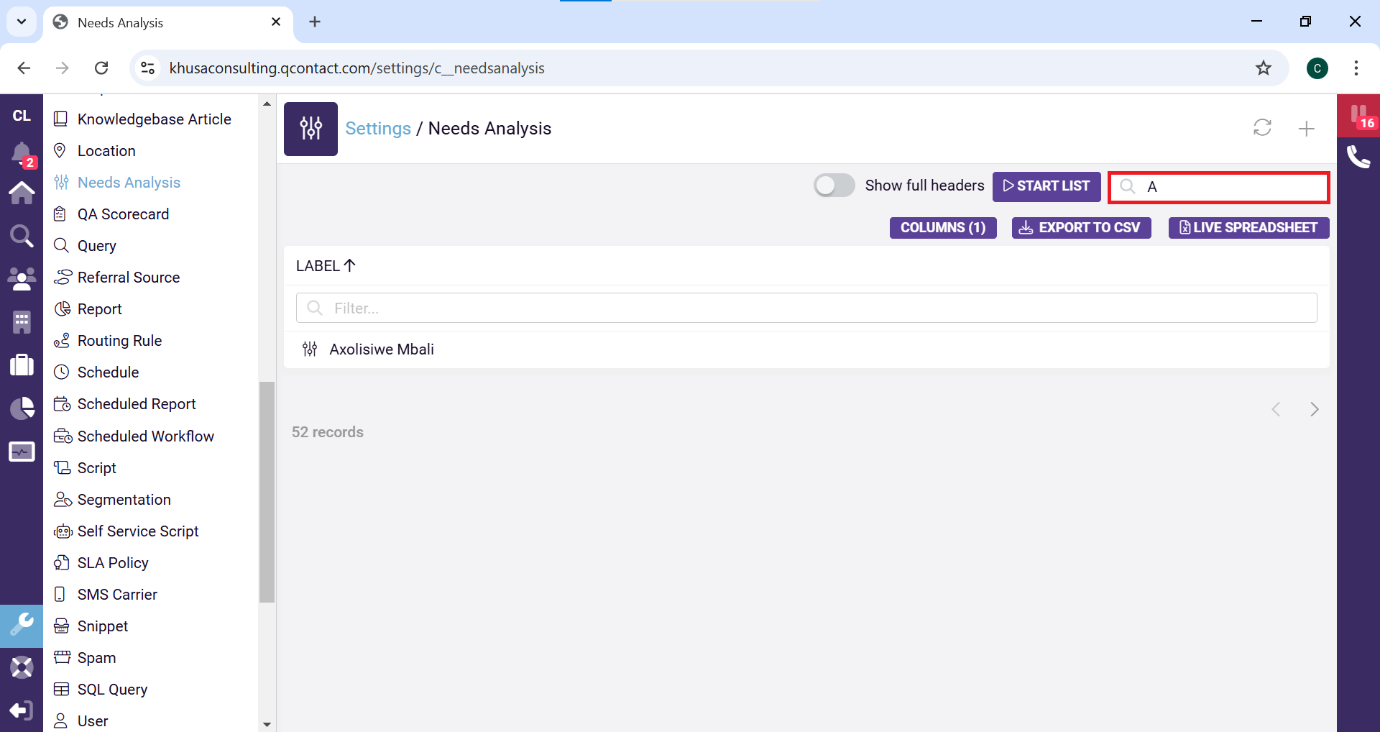 Needs Analysis
khusaconsulting.qcontact.com/settings/c__needsanalysis
C
CL
2
Knowledgebase Article
Location
Needs Analysis
QA Scorecard
Query
Referral Source
Report
Routing Rule
Schedule
Scheduled Report
Scheduled Workflow
Script
Segmentation
Self Service Script
SLA Policy
SMS Carrier
Snippet
Spam
SQL Query
User
Settings / Needs Analysis
Show full headers
START LIST
A
COLUMNS (1)
EXPORT TO CSV
LIVE SPREADSHEET
LABEL
Filter...
Axolisiwe Mbali
52 records
16